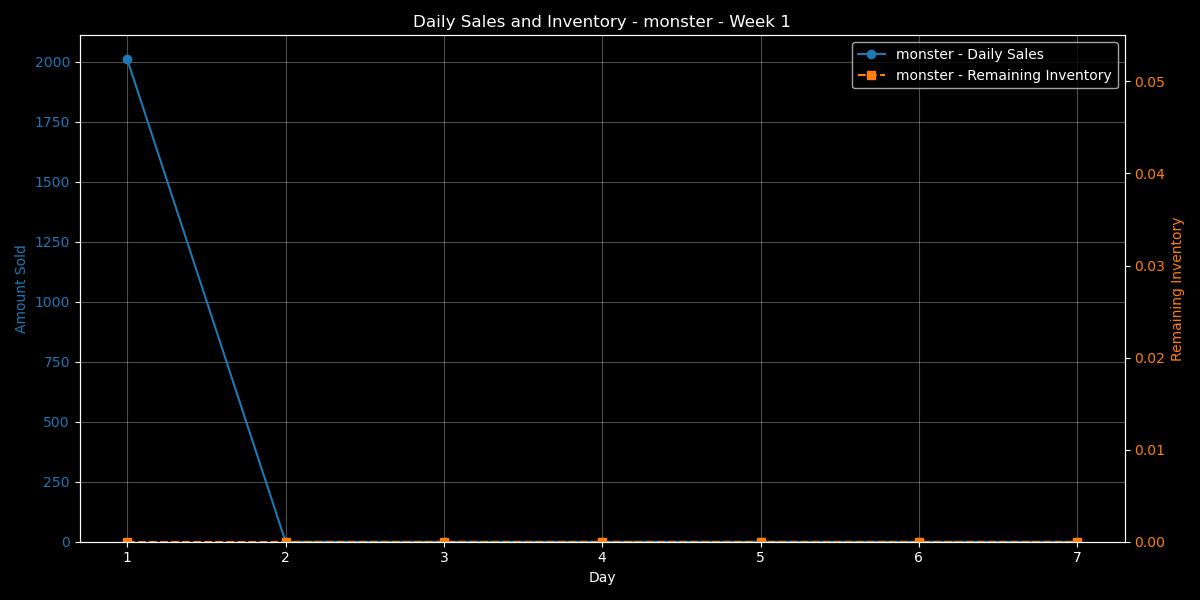 Daily Sales and Inventory - monster - Week 1
monster - Daily Sales
monster - Remaining Inventory
Amount Sold
2000
1750
1500
1250
1000
750
500
250
0
0.05
0.04
0.03
0.02
0.01
0.00
Remaining Inventory
1 2 3 4 5 6 7
Day